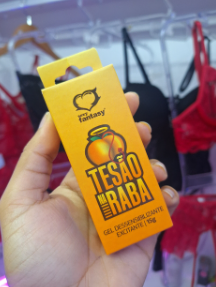 fantasy
TESÃO
NA
RABA
GEL DESSENSIBILIZANTE
EXCITANTE | 15g